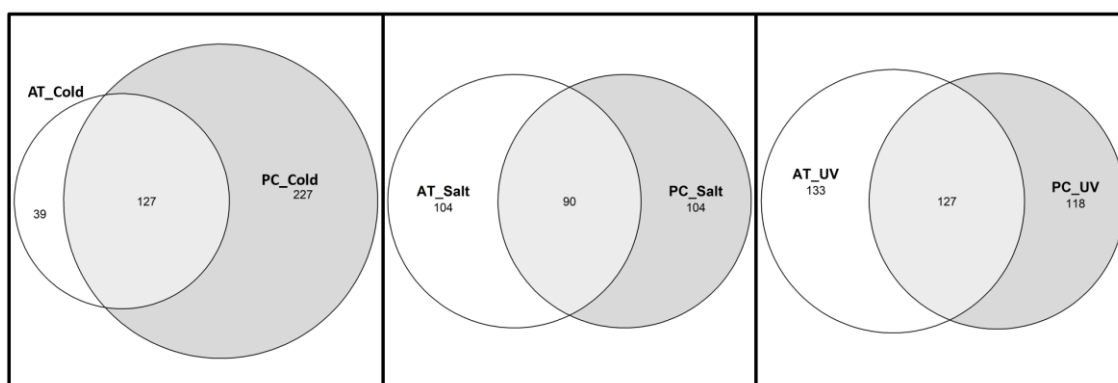 AT_Cold
39
127
PC_Cold
227
AT_Salt
104
90
PC_Salt
104
AT_UV
133
127
PC_UV
118